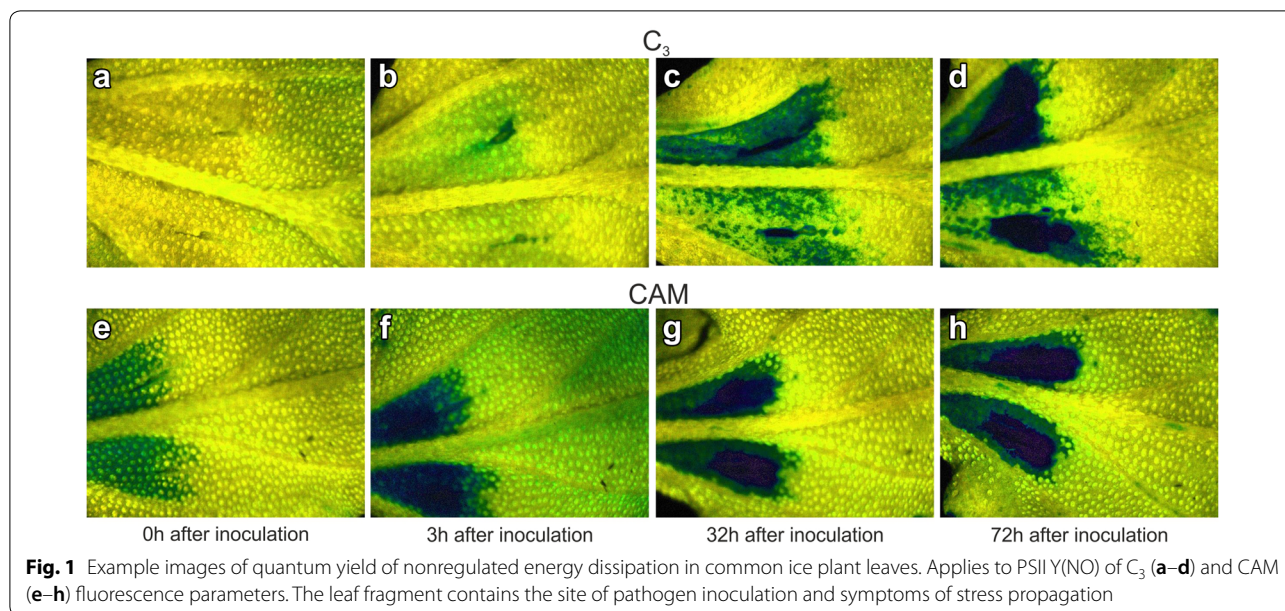 C₃
a
b
c
d
CAM
e
f
g
h
0h after inoculation
3h after inoculation
32h after inoculation
72h after inoculation
Fig. 1 Example images of quantum yield of nonregulated energy dissipation in common ice plant leaves. Applies to PSII Y(NO) of C₃ (a–d) and CAM
(e–h) fluorescence parameters. The leaf fragment contains the site of pathogen inoculation and symptoms of stress propagation